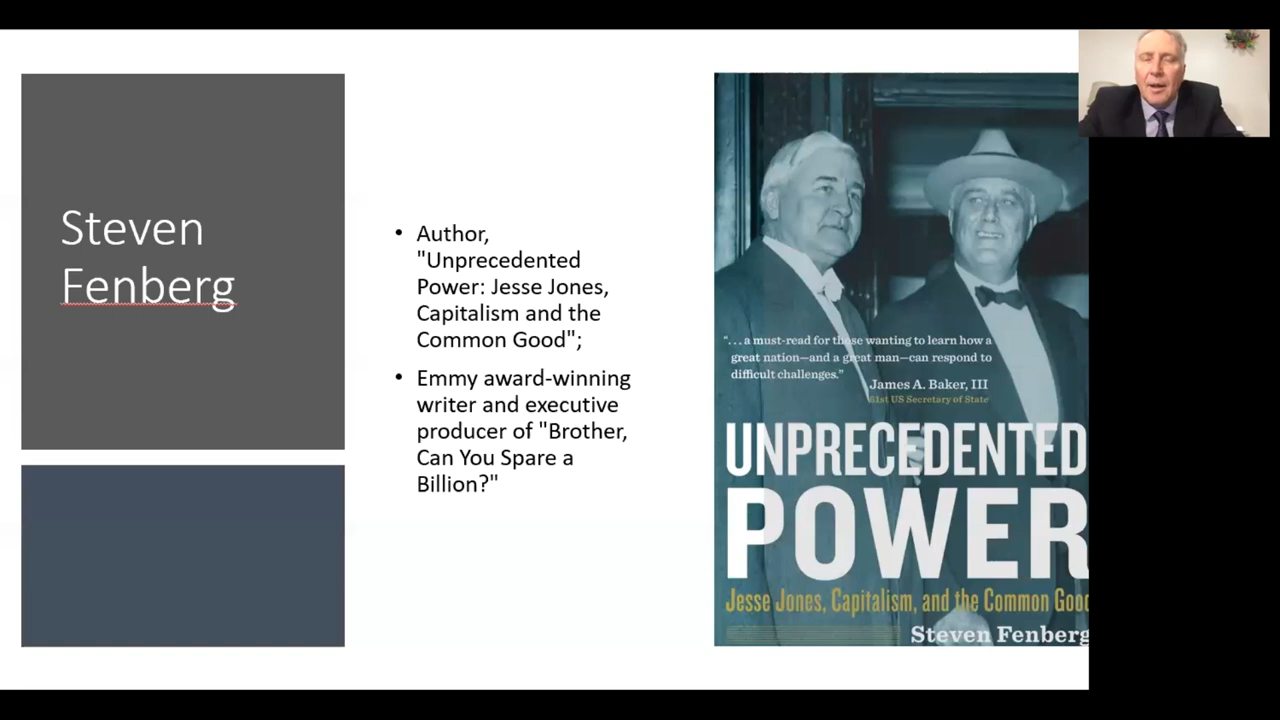 Steven
Fenberg
• Author,
"Unprecedented
Power: Jesse Jones,
Capitalism and the
Common Good";
• Emmy award-winning
writer and executive
producer of "Brother,
Can You Spare a
Billion?"
“. . . a must-read for those wanting to learn how a
great nation—and a great man—can respond to
difficult challenges.”
James A. Baker, III
61st US Secretary of State
UNPRECEDENTED
POWER
Jesse Jones, Capitalism, and the Common Good
Steven Fenberg